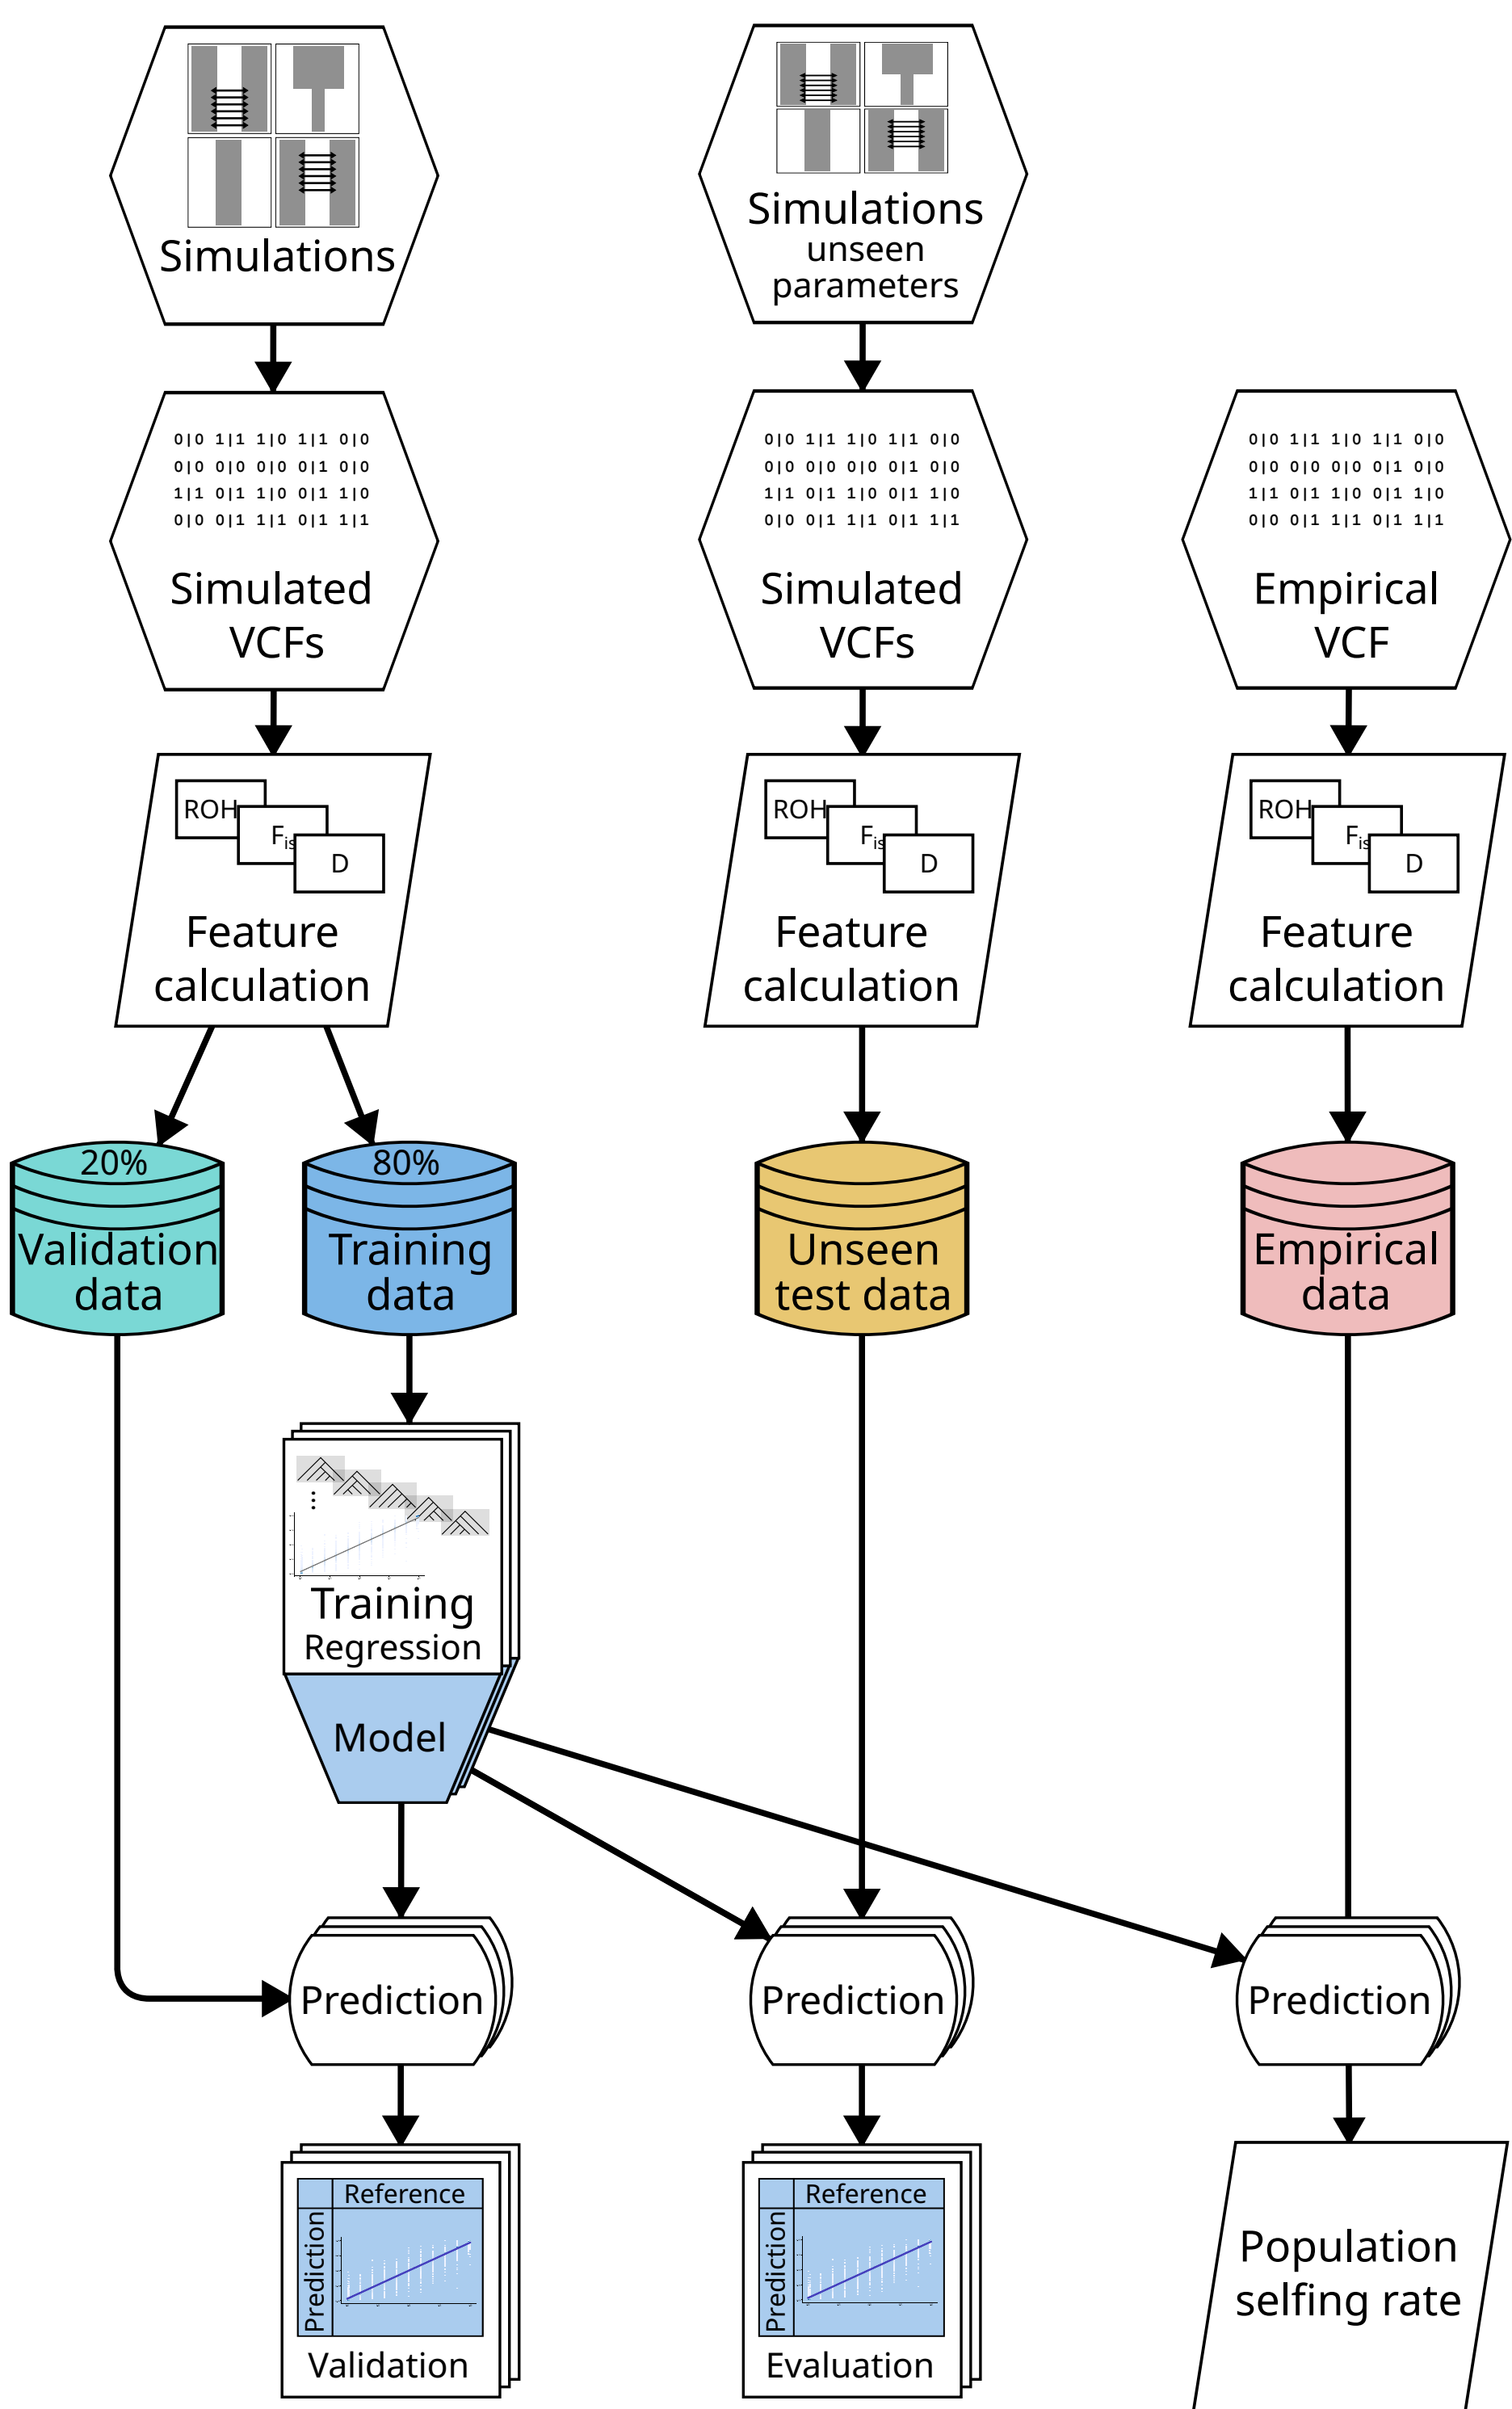 Simulations
0|0 1|1 1|0 1|1 0|0
0|0 0|0 0|0 0|1 0|0
1|1 0|1 1|0 0|1 1|0
0|0 0|1 1|1 0|1 1|1
Simulated
VCFs
ROH
Fis
D
Feature
calculation
20%
Validation
data
80%
Training
data
Training
Regression
Model
Prediction
Reference
Prediction
Validation
Simulations
unseen
parameters
0|0 1|1 1|0 1|1 0|0
0|0 0|0 0|0 0|1 0|0
1|1 0|1 1|0 0|1 1|0
0|0 0|1 1|1 0|1 1|1
Simulated
VCFs
ROH
Fis
D
Feature
calculation
Unseen
test data
Prediction
Reference
Prediction
Evaluation
0|0 1|1 1|0 1|1 0|0
0|0 0|0 0|0 0|1 0|0
1|1 0|1 1|0 0|1 1|0
0|0 0|1 1|1 0|1 1|1
Empirical
VCF
ROH
Fis
D
Feature
calculation
Empirical
data
Prediction
Population
selfing rate